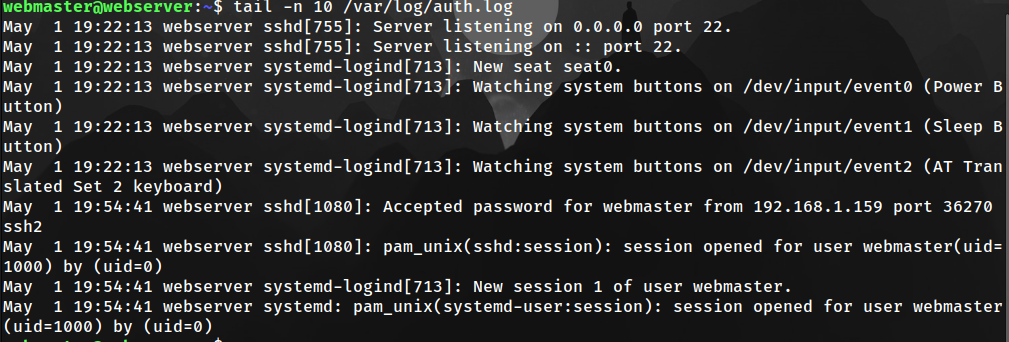 webmaster@webserver:~$ tail -n 10 /var/log/auth.log
May  1 19:22:13 webserver sshd[755]: Server listening on 0.0.0.0 port 22.
May  1 19:22:13 webserver sshd[755]: Server listening on :: port 22.
May  1 19:22:13 webserver systemd-logind[713]: New seat seat0.
May  1 19:22:13 webserver systemd-logind[713]: Watching system buttons on /dev/input/event0 (Power B
utton)
May  1 19:22:13 webserver systemd-logind[713]: Watching system buttons on /dev/input/event1 (Sleep B
utton)
May  1 19:22:13 webserver systemd-logind[713]: Watching system buttons on /dev/input/event2 (AT Tran
slated Set 2 keyboard)
May  1 19:54:41 webserver sshd[1080]: Accepted password for webmaster from 192.168.1.159 port 36270
ssh2
May  1 19:54:41 webserver sshd[1080]: pam_unix(sshd:session): session opened for user webmaster(uid=
1000) by (uid=0)
May  1 19:54:41 webserver systemd-logind[713]: New session 1 of user webmaster.
May  1 19:54:41 webserver systemd: pam_unix(systemd-user:session): session opened for user webmaster
(uid=1000) by (uid=0)